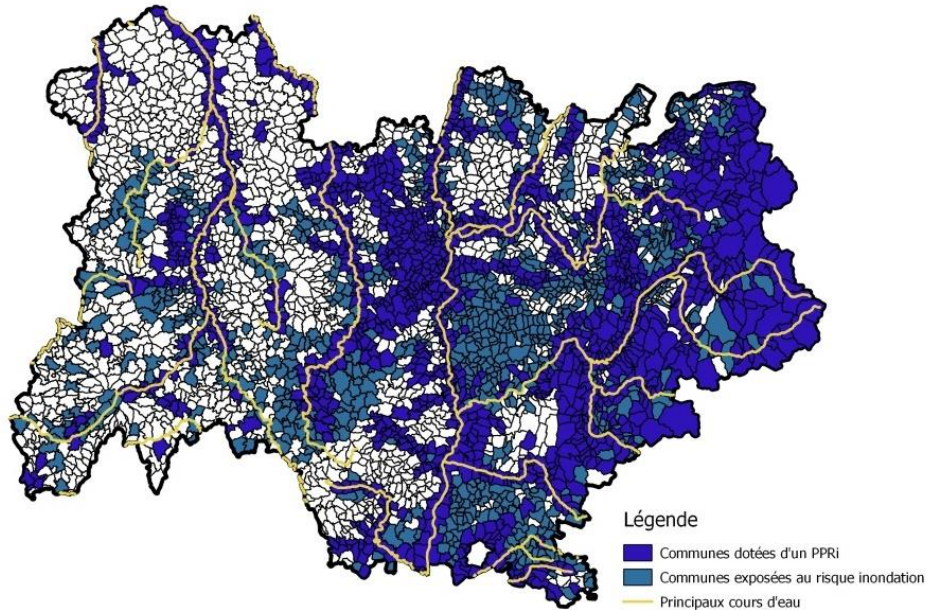 Légende
Communes dotées d'un PPRi
Communes exposées au risque inondation
Principaux cours d'eau